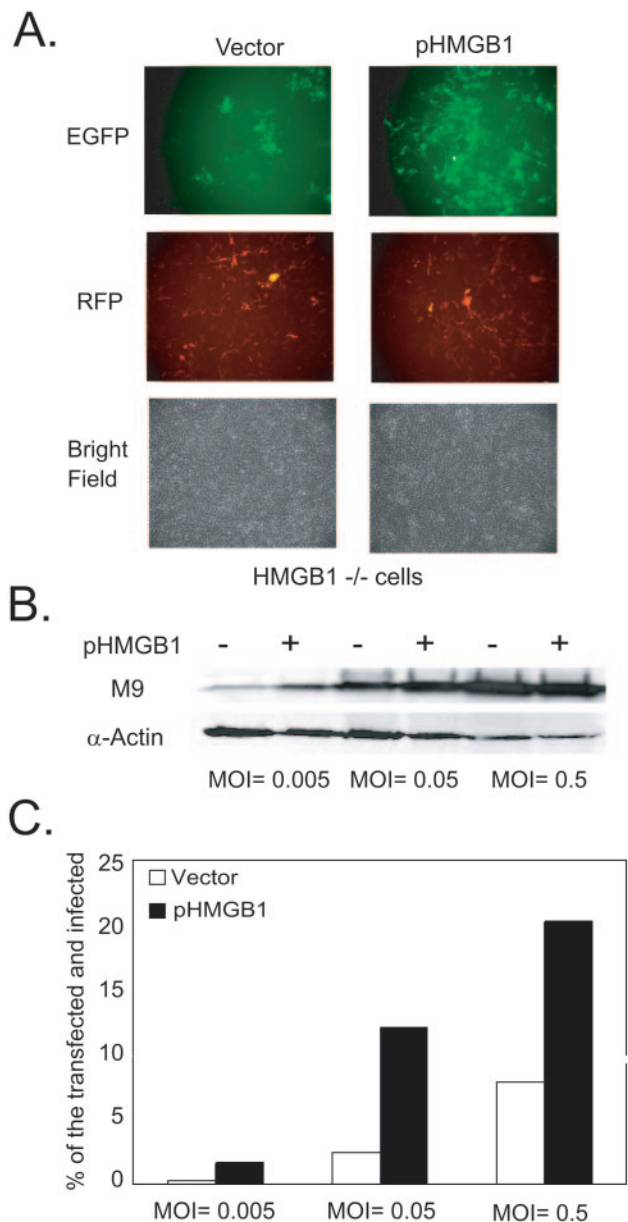 A.
Vector pHMGB1
EGFP
RFP
Bright
Field
HMGB1 -/- cells
B.
pHMGB1 - + - + - +
M9
α-Actin
MOI= 0.005 MOI= 0.05 MOI= 0.5
C.
% of the transfected and infected
25
20
15
10
5
0
Vector
pHMGB1
MOI= 0.005 MOI= 0.05 MOI= 0.5